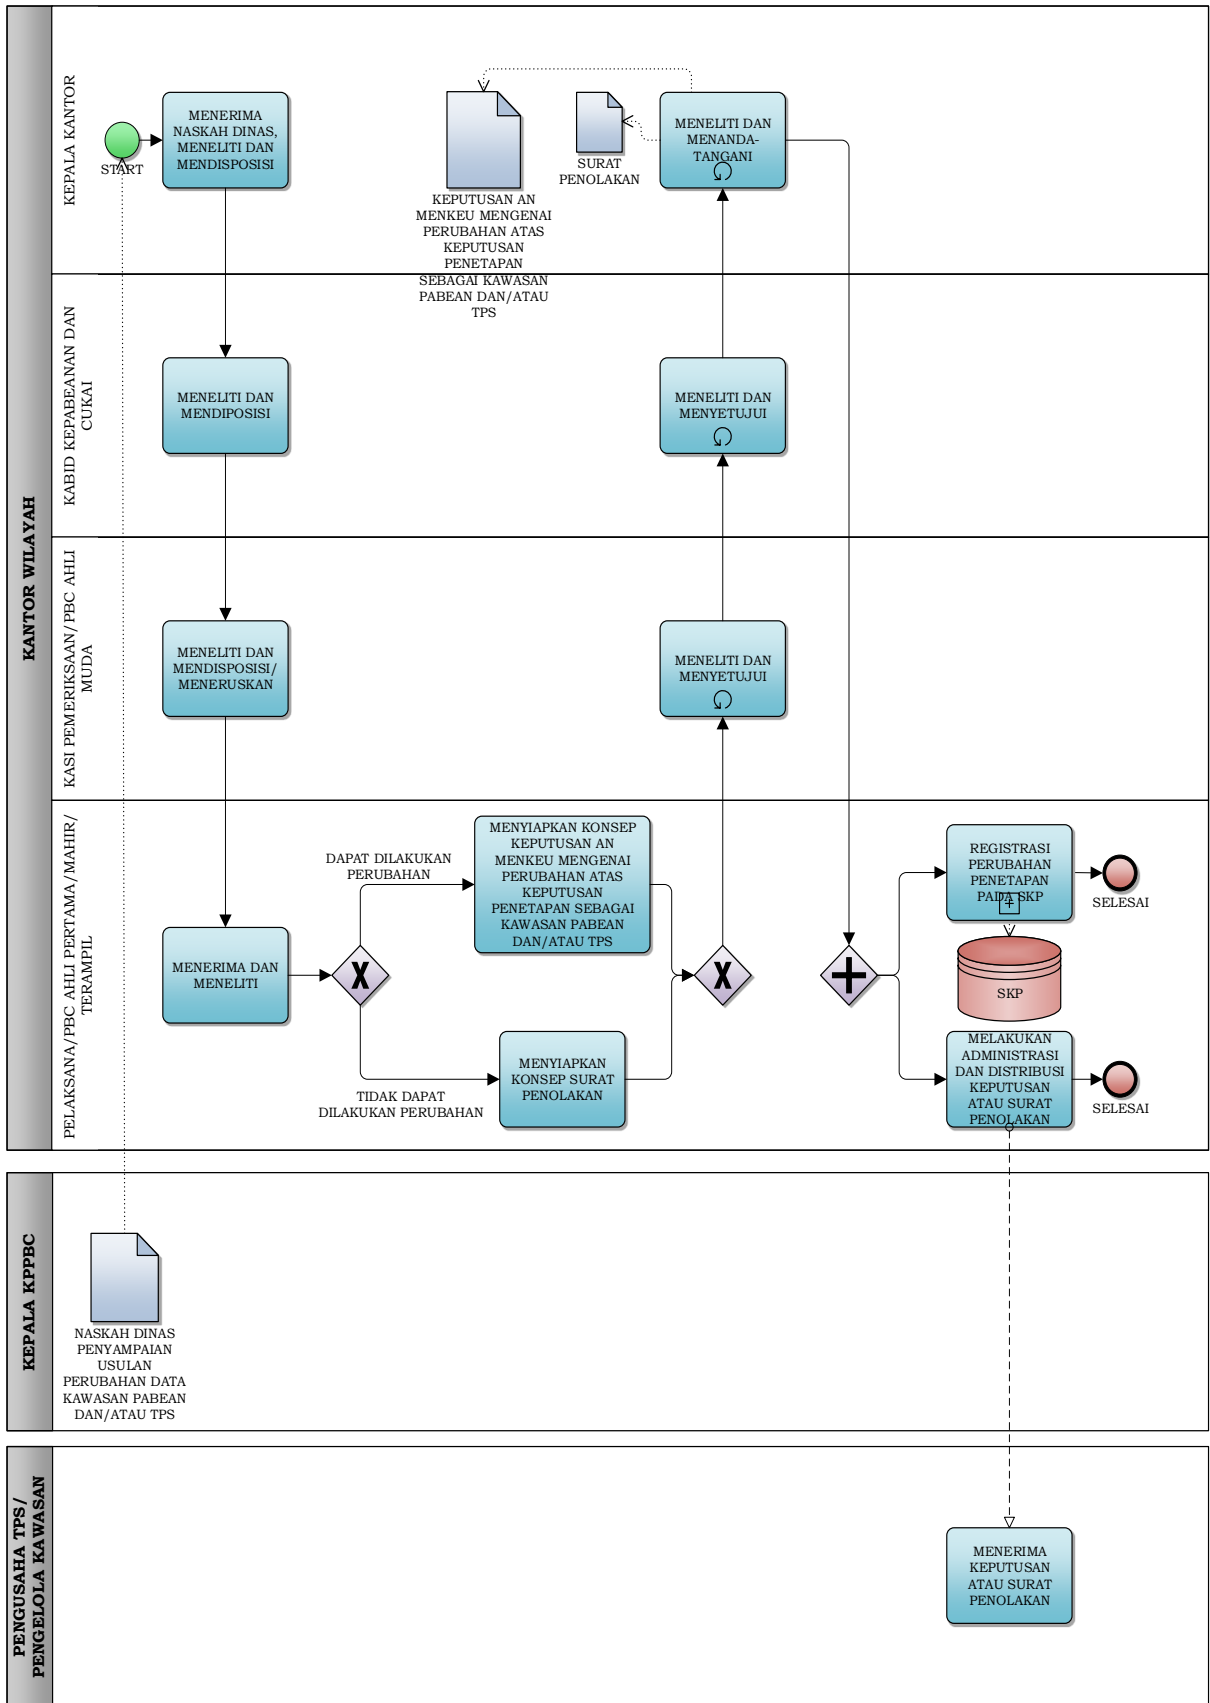 KANTOR WILAYAH
KEPALA KANTOR
START
MENERIMA
NASKAH DINAS,
MENELITI DAN
MENDISPOSISI
KEPUTUSAN AN
MENKEU MENGENAI
PERUBAHAN ATAS
KEPUTUSAN
PENETAPAN
SEBAGAI KAWASAN
PABEAN DAN/ATAU
TPS
SURAT
PENOLAKAN
MENELITI DAN
MENANDA-
TANGANI
KABID KEPABEANAN DAN
CUKAI
MENELITI DAN
MENDIPOSISI
MENELITI DAN
MENYETUJUI
KASI PEMERIKSAAN/PBC AHLI
MUDA
MENELITI DAN
MENDISPOSISI/
MENERUSKAN
MENELITI DAN
MENYETUJUI
PELAKSANA/PBC AHLI PERTAMA/MAHIR/
TERAMPIL
MENERIMA DAN
MENELITI
DAPAT DILAKUKAN
PERUBAHAN
TIDAK DAPAT
DILAKUKAN PERUBAHAN
MENYIAPKAN KONSEP
KEPUTUSAN AN
MENKEU MENGENAI
PERUBAHAN ATAS
KEPUTUSAN
PENETAPAN SEBAGAI
KAWASAN PABEAN
DAN/ATAU TPS
MENYIAPKAN
KONSEP SURAT
PENOLAKAN
REGISTRASI
PERUBAHAN
PENETAPAN
PADA SKP
SELESAI
SKP
MELAKUKAN
ADMINISTRASI
DAN DISTRIBUSI
KEPUTUSAN
ATAU SURAT
PENOLAKAN
SELESAI
KEPALA KPPBC
NASKAH DINAS
PENYAMPAIAN
USULAN
PERUBAHAN DATA
KAWASAN PABEAN
DAN/ATAU TPS
PENGUSAHA TPS/
PENGELOLA KAWASAN
MENERIMA
KEPUTUSAN
ATAU SURAT
PENOLAKAN